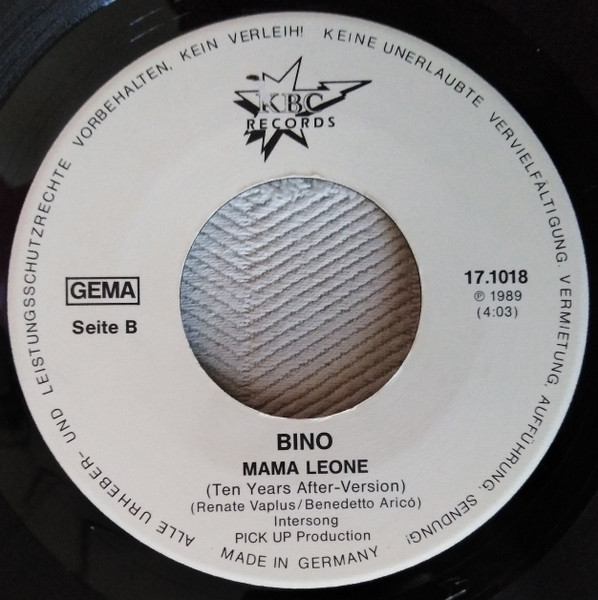 ALLE URHEBER- UND LEISTUNGSSCHUTZRECHTE VORBEHALTEN, KEIN VERLEIH! KEINE UNERLAUBTE VERVIELFÄLTIGUNG, VERMIETUNG, AUFFÜHRUNG, SENDUNG!
KBC
RECORDS
GEMA
Seite B
17.1018
℗ 1989
(4:03)
BINO
MAMA LEONE
(Ten Years After-Version)
(Renate Vaplus/Benedetto Aricó)
Intersong
PICK UP Production
MADE IN GERMANY